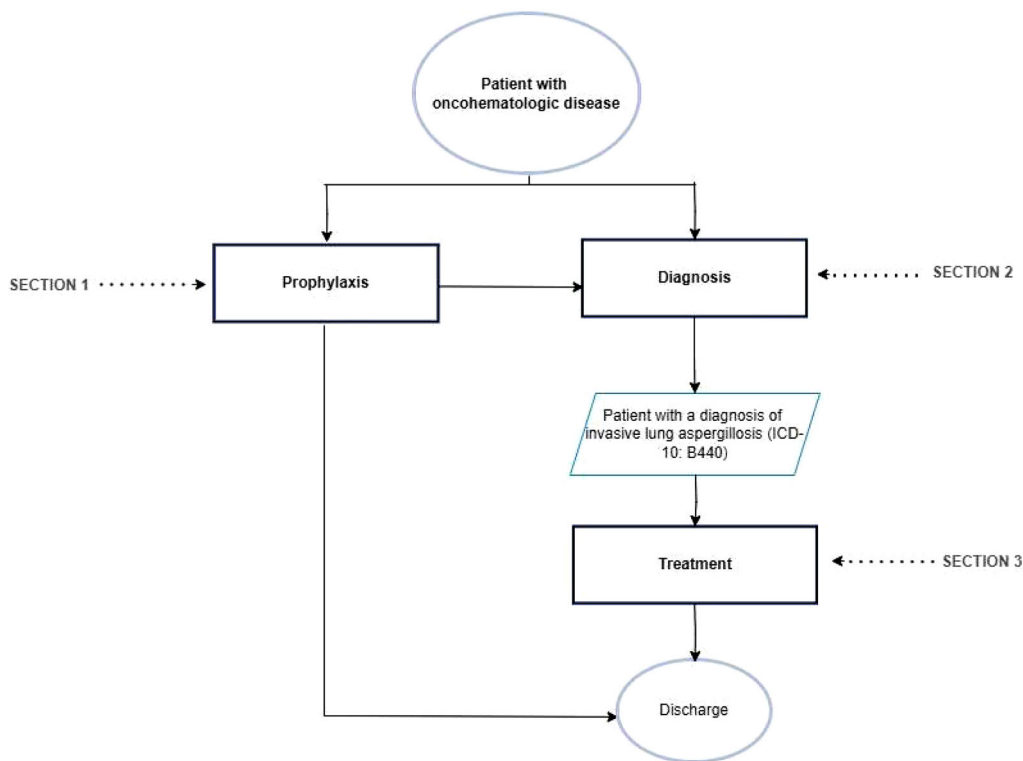 Patient with
oncohematologic disease
SECTION 1
Prophylaxis
Diagnosis
SECTION 2
Patient with a diagnosis of
invasive lung aspergillosis (ICD-
10: B440)
Treatment
SECTION 3
Discharge